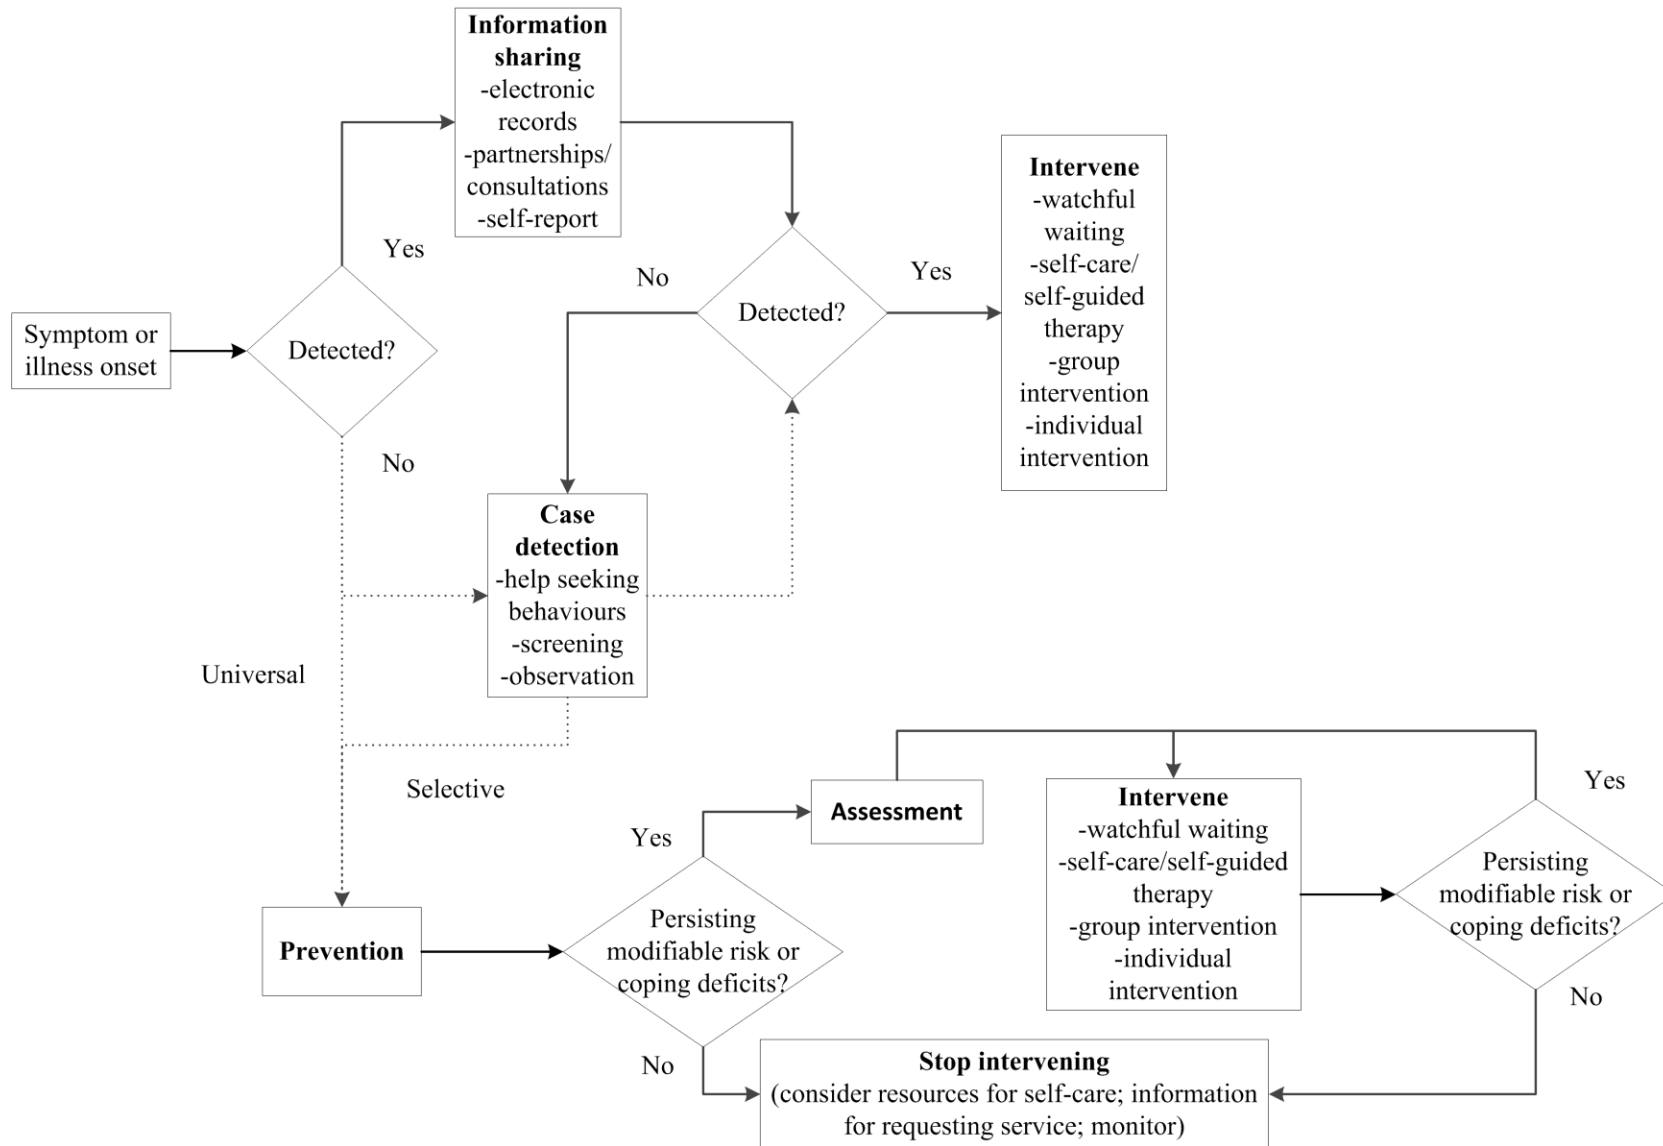 Information
sharing
-electronic
records
-partnerships/
consultations
-self-report
Intervene
-watchful
waiting
-self-care/
self-guided
therapy
-group
intervention
-individual
intervention
Yes
No
Yes
Symptom or
illness onset
Detected?
Detected?
No
Case
detection
-help seeking
behaviours
-screening
-observation
Universal
Selective
Yes
Assessment
Intervene
-watchful waiting
-self-care/self-guided
therapy
-group intervention
-individual
intervention
Yes
Persisting
modifiable risk or
coping deficits?
No
Prevention
Persisting
modifiable risk or
coping deficits?
No
Stop intervening
(consider resources for self-care; information
for requesting service; monitor)